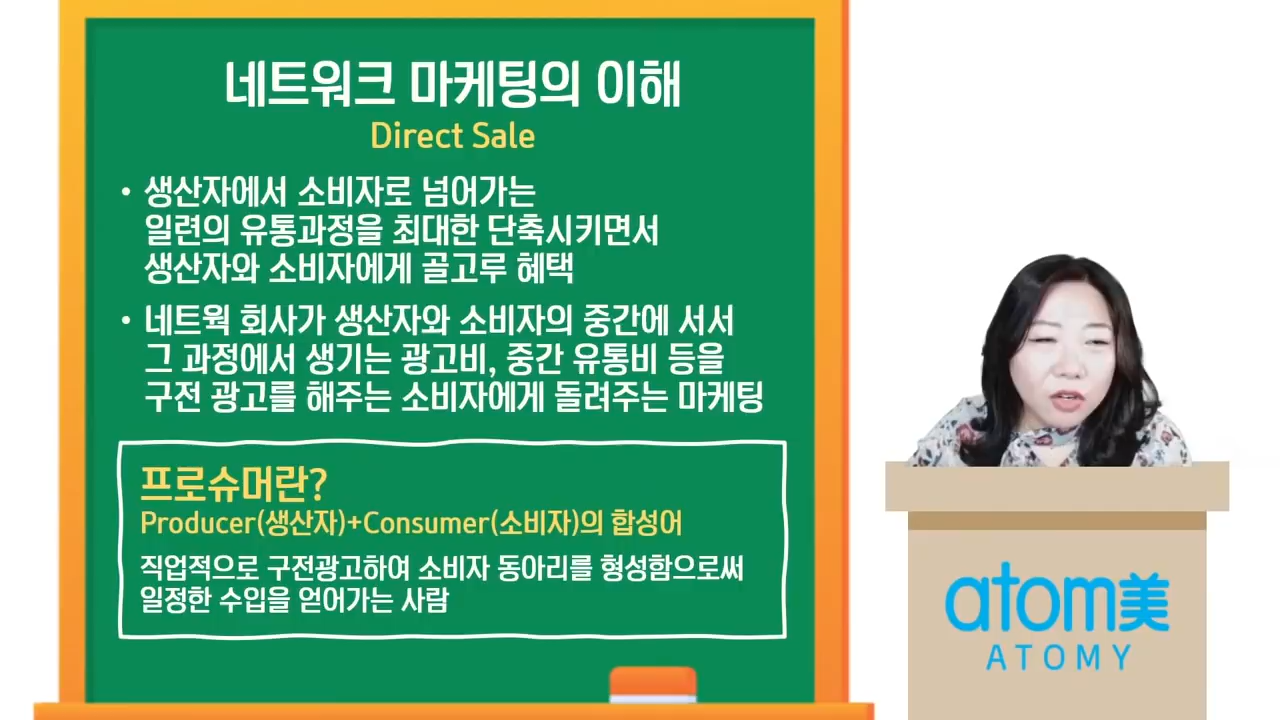 네트워크 마케팅의 이해
Direct Sale
• 생산자에서 소비자로 넘어가는
일련의 유통과정을 최대한 단축시키면서
생산자와 소비자에게 골고루 혜택
• 네트웍 회사가 생산자와 소비자의 중간에 서서
그 과정에서 생기는 광고비, 중간 유통비 등을
구전 광고를 해주는 소비자에게 돌려주는 마케팅
프로슈머란?
Producer(생산자)+Consumer(소비자)의 합성어
직업적으로 구전광고하여 소비자 동아리를 형성함으로써
일정한 수입을 얻어가는 사람
atom美
ATOMY